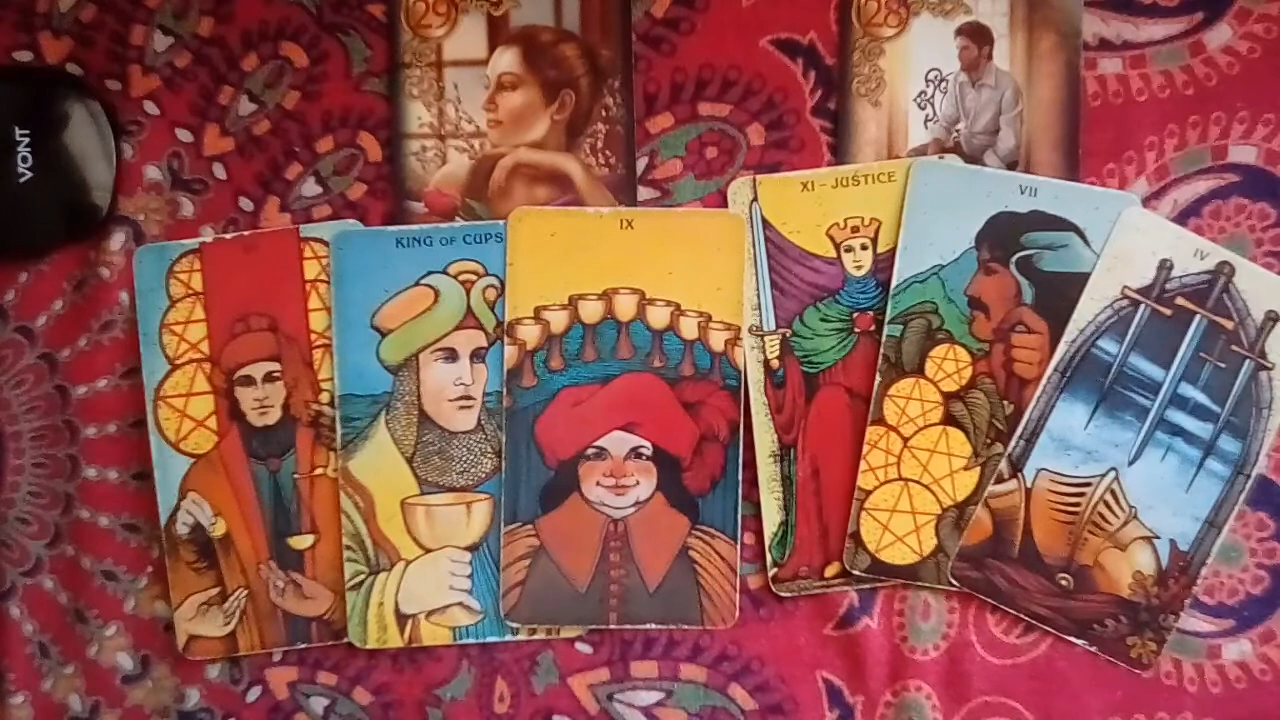 29
28
VONT
XI - JUSTICE
VII
KING OF CUPS
IX
IV